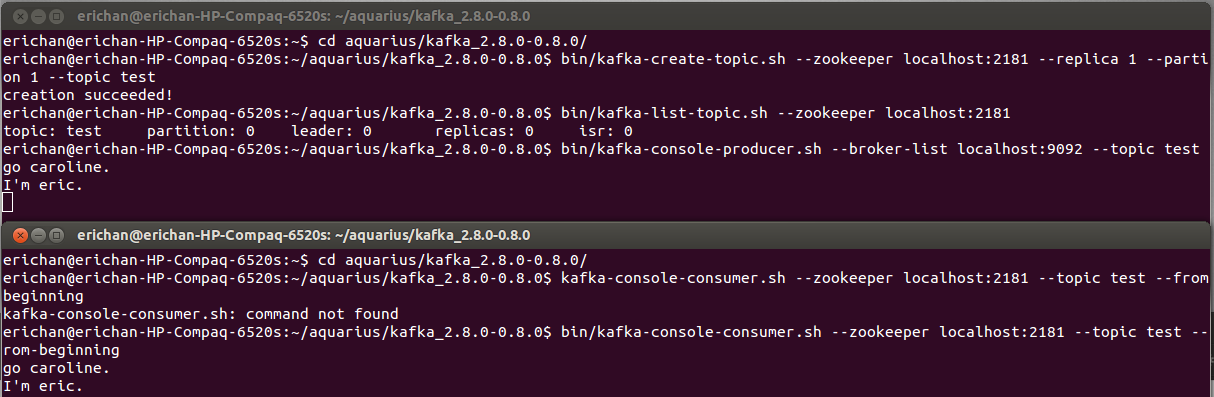 erichan@erichan-HP-Compaq-6520s: ~/aquarius/kafka_2.8.0-0.8.0
erichan@erichan-HP-Compaq-6520s:~$ cd aquarius/kafka_2.8.0-0.8.0/
erichan@erichan-HP-Compaq-6520s:~/aquarius/kafka_2.8.0-0.8.0$ bin/kafka-create-topic.sh --zookeeper localhost:2181 --replica 1 --parti
on 1 --topic test
creation succeeded!
erichan@erichan-HP-Compaq-6520s:~/aquarius/kafka_2.8.0-0.8.0$ bin/kafka-list-topic.sh --zookeeper localhost:2181
topic: test     partition: 0    leader: 0       replicas: 0     isr: 0
erichan@erichan-HP-Compaq-6520s:~/aquarius/kafka_2.8.0-0.8.0$ bin/kafka-console-producer.sh --broker-list localhost:9092 --topic test
go caroline.
I'm eric.
erichan@erichan-HP-Compaq-6520s: ~/aquarius/kafka_2.8.0-0.8.0
erichan@erichan-HP-Compaq-6520s:~$ cd aquarius/kafka_2.8.0-0.8.0/
erichan@erichan-HP-Compaq-6520s:~/aquarius/kafka_2.8.0-0.8.0$ kafka-console-consumer.sh --zookeeper localhost:2181 --topic test --from
beginning
kafka-console-consumer.sh: command not found
erichan@erichan-HP-Compaq-6520s:~/aquarius/kafka_2.8.0-0.8.0$ bin/kafka-console-consumer.sh --zookeeper localhost:2181 --topic test --
rom-beginning
go caroline.
I'm eric.